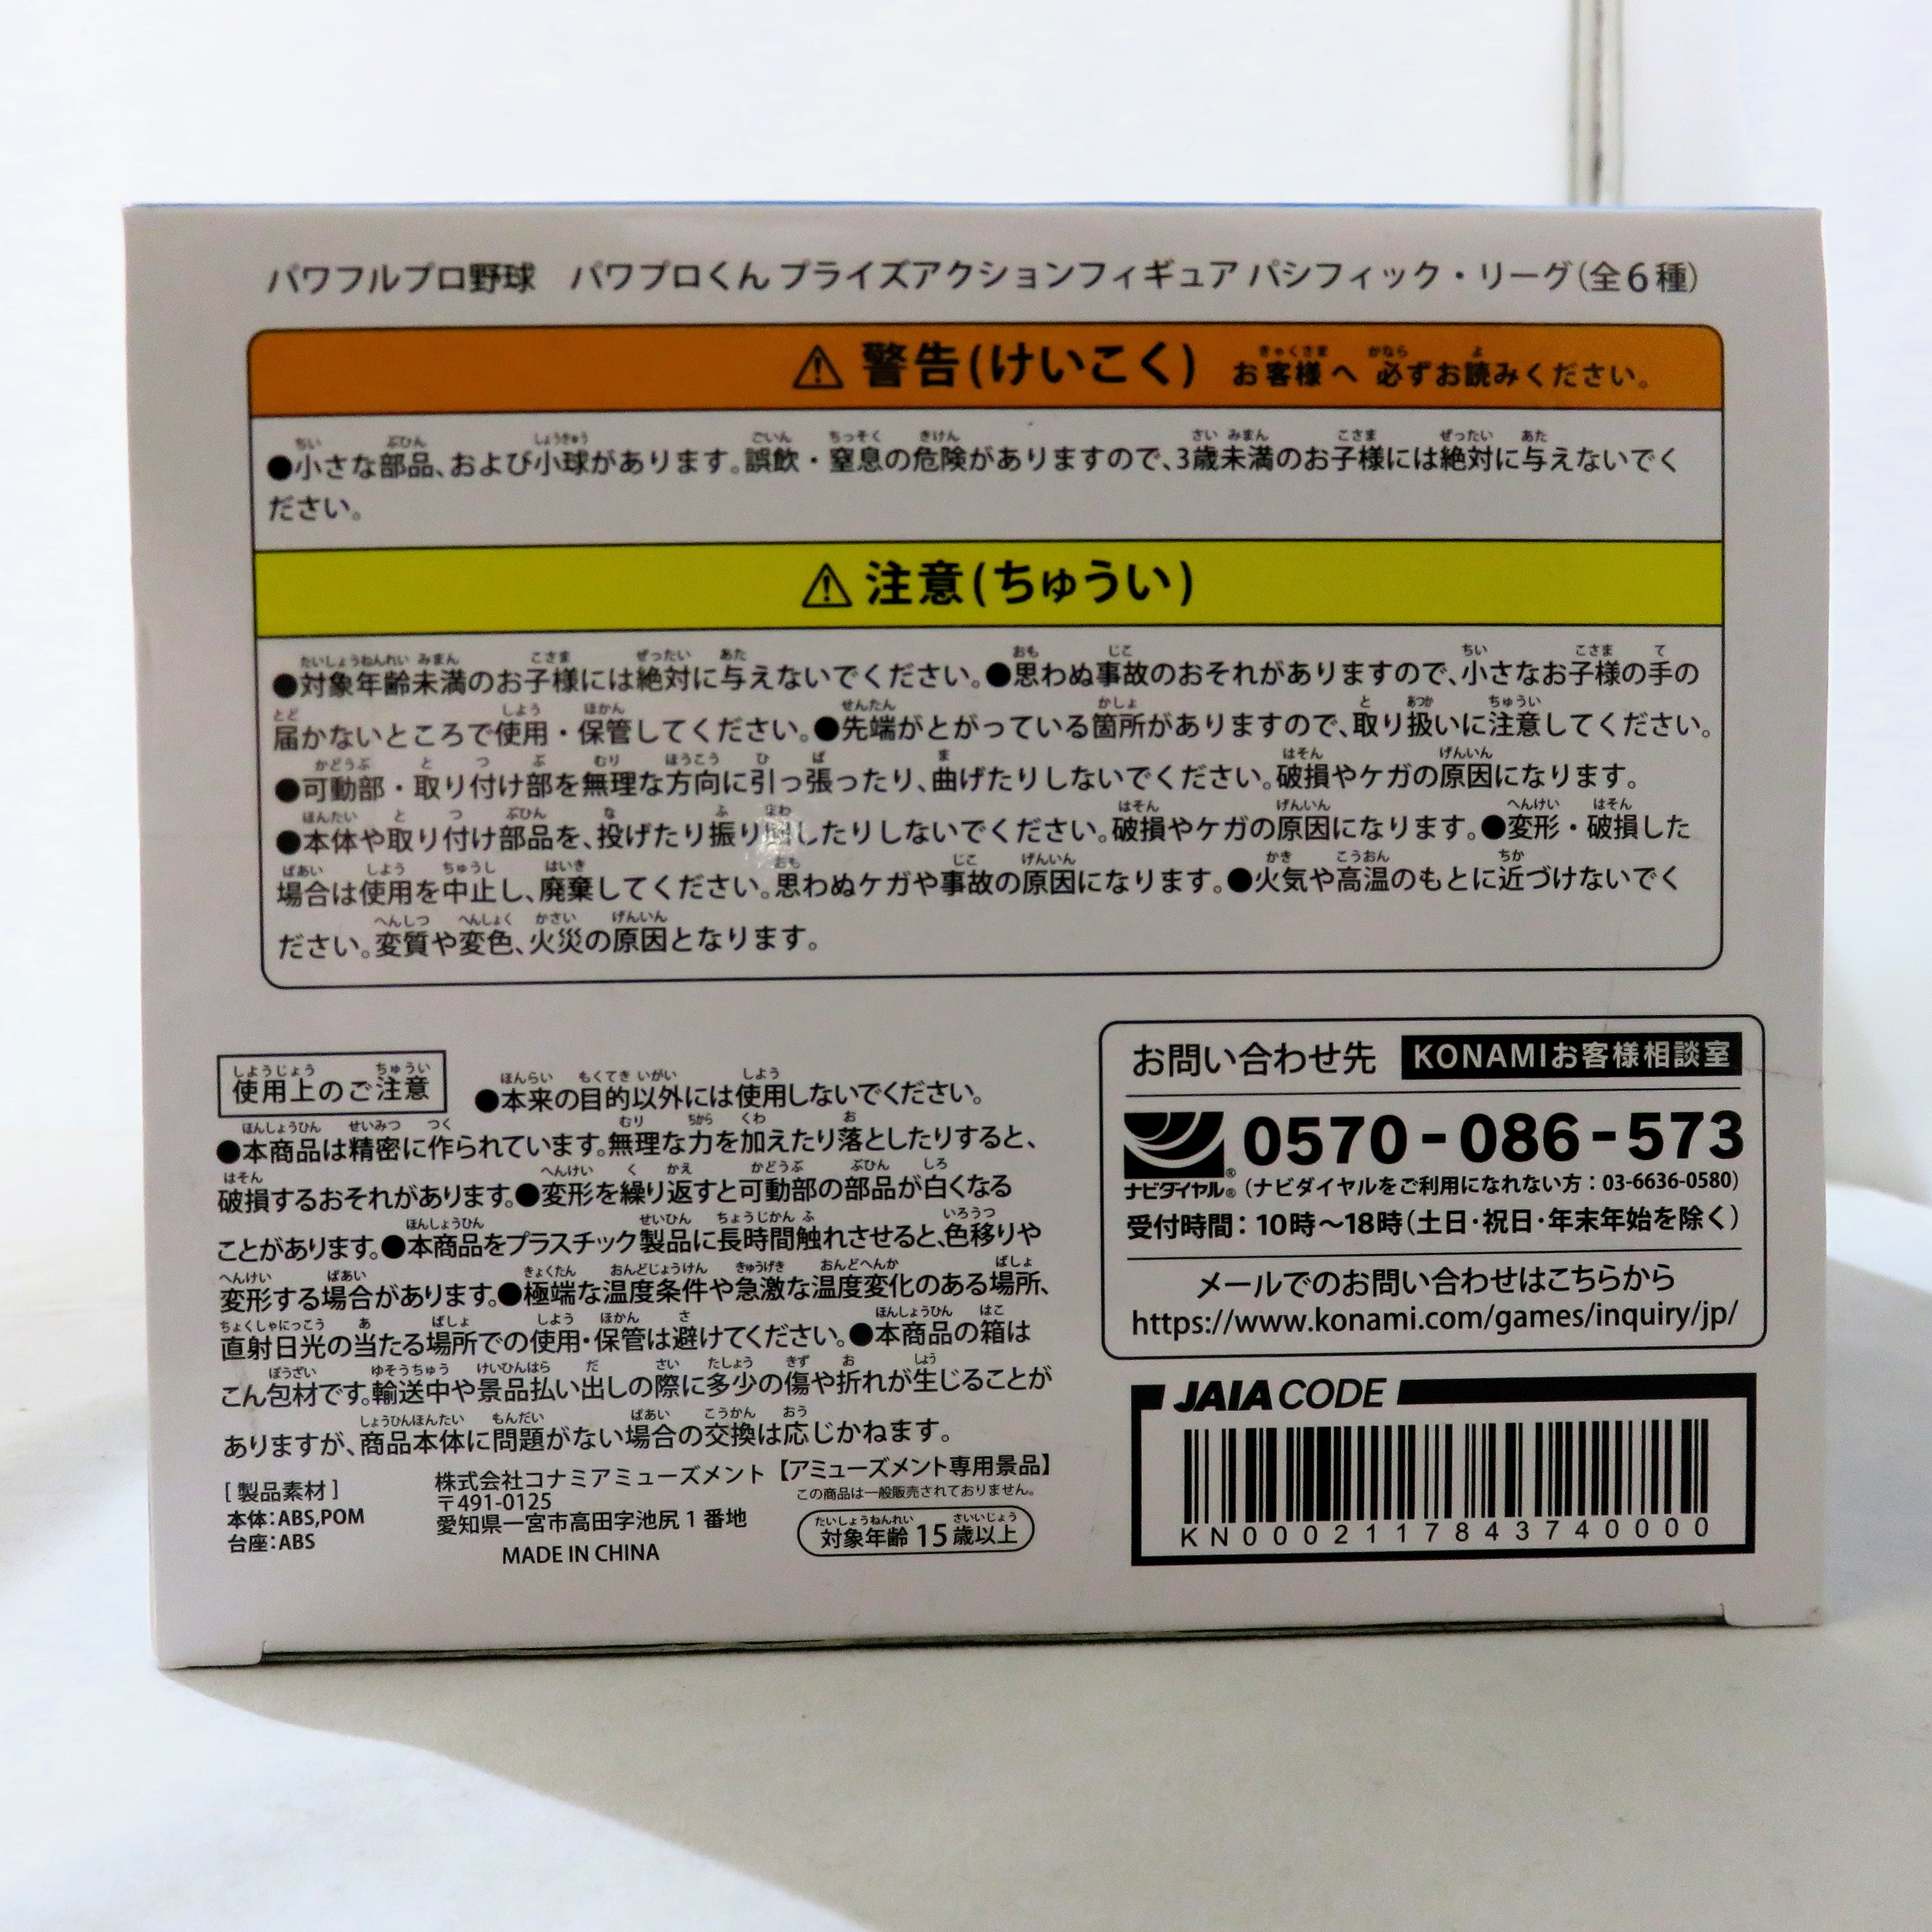 パワフルプロ野球　パワプロくん プライズアクションフィギュア パシフィック・リーグ(全6種)
⚠ 警告(けいこく) お客様へ 必ずお読みください。
●小さな部品、および小球があります。誤飲・窒息の危険がありますので、3歳未満のお子様には絶対に与えないでく
ださい。
⚠ 注意(ちゅうい)
●対象年齢未満のお子様には絶対に与えないでください。●思わぬ事故のおそれがありますので、小さなお子様の手の
届かないところで使用・保管してください。●先端がとがっている箇所がありますので、取り扱いに注意してください。
●可動部・取り付け部を無理な方向に引っ張ったり、曲げたりしないでください。破損やケガの原因になります。
●本体や取り付け部品を、投げたり振り回したりしないでください。破損やケガの原因になります。●変形・破損した
場合は使用を中止し、廃棄してください。思わぬケガや事故の原因になります。●火気や高温のもとに近づけないでく
ださい。変質や変色、火災の原因となります。
使用上のご注意 ●本来の目的以外には使用しないでください。
●本商品は精密に作られています。無理な力を加えたり落としたりすると、
破損するおそれがあります。●変形を繰り返すと可動部の部品が白くなる
ことがあります。●本商品をプラスチック製品に長時間触れさせると、色移りや
変形する場合があります。●極端な温度条件や急激な温度変化のある場所、
直射日光の当たる場所での使用・保管は避けてください。●本商品の箱は
こん包材です。輸送中や景品払い出しの際に多少の傷や折れが生じることが
ありますが、商品本体に問題がない場合の交換は応じかねます。
[製品素材]
本体:ABS,POM
台座:ABS
株式会社コナミアミューズメント
〒491-0125
愛知県一宮市高田字池尻1番地
MADE IN CHINA
【アミューズメント専用景品】
この商品は一般販売されておりません。
対象年齢 15歳以上
お問い合わせ先 KONAMIお客様相談室
ナビダイヤル® 0570-086-573
(ナビダイヤルをご利用になれない方：03-6636-0580)
受付時間：10時～18時(土日・祝日・年末年始を除く)
メールでのお問い合わせはこちらから
https://www.konami.com/games/inquiry/jp/
JAIA CODE
KN00021178437400​00